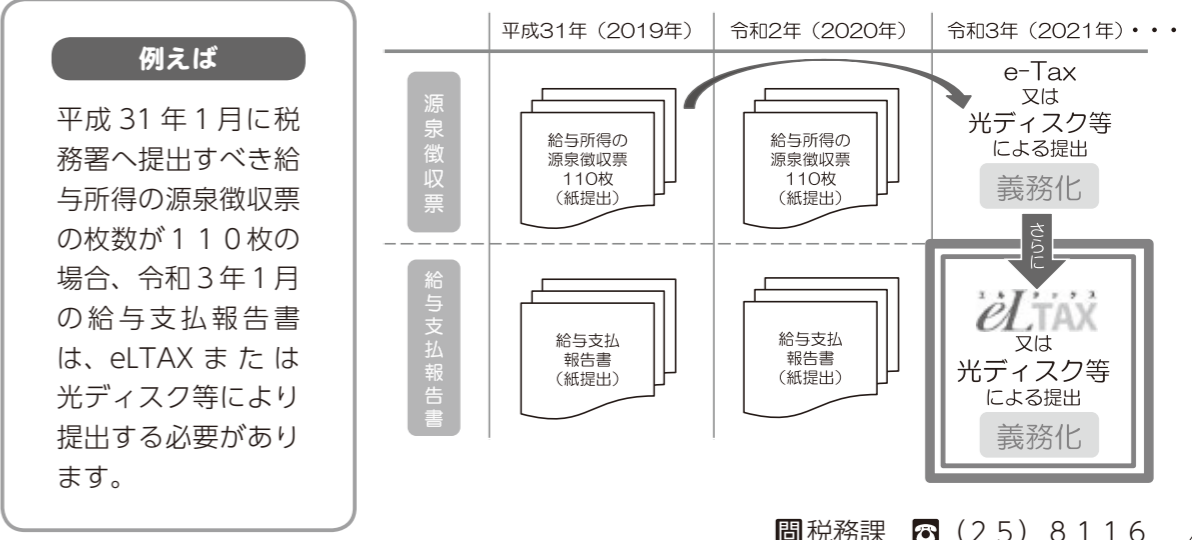 例えば
平成31年1月に税
務署へ提出すべき給
与所得の源泉徴収票
の枚数が110枚の
場合、令和3年1月
の給与支払報告書
は、eLTAXまたは
光ディスク等により
提出する必要があり
ます。
平成31年（2019年）
令和2年（2020年）
令和3年（2021年）・・・
源泉徴収票
給与所得の
源泉徴収票
110枚
（紙提出）
給与所得の
源泉徴収票
110枚
（紙提出）
e-Tax
又は
光ディスク等
による提出
義務化
さらに
給与支払報告書
給与支払
報告書
（紙提出）
給与支払
報告書
（紙提出）
エルタックス
eLTAX
又は
光ディスク等
による提出
義務化
問税務課 ☎（25）8116